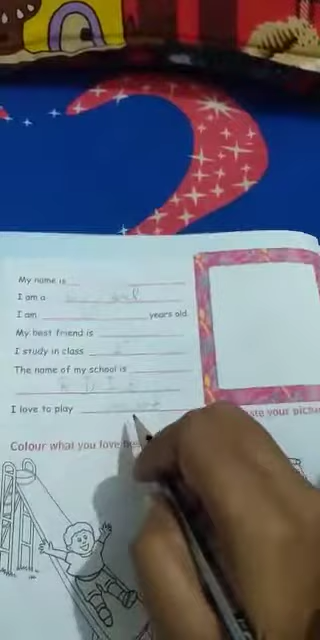 My name is
I am a
I am years old
My best friend is
I study in class
The name of my school is
I love to play
ste your pictu
Colour what you love